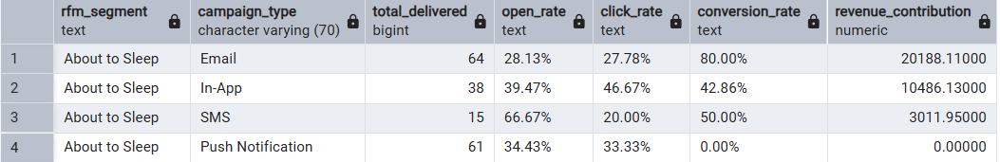 rfm_segment campaign_type total_delivered open_rate click_rate conversion_rate revenue_contribution
text character varying (70) bigint text text text numeric
1 About to Sleep Email 64 28.13% 27.78% 80.00% 20188.11000
2 About to Sleep In-App 38 39.47% 46.67% 42.86% 10486.13000
3 About to Sleep SMS 15 66.67% 20.00% 50.00% 3011.95000
4 About to Sleep Push Notification 61 34.43% 33.33% 0.00% 0.00000